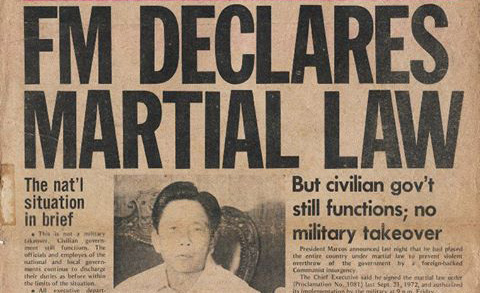 FM DECLARES
MARTIAL LAW
The nat'l
situation
in brief
• This is not a military
takeover. Civilian govern-
ment still functions. The
officials and employes of the
national and local govern-
ments continue to discharge
their duties as before within
the limits of the situation.
• All executive depart-
But civilian gov't
still functions; no
military takeover
President Marcos announced last night that he had placed
the entire country under martial law to prevent violent
overthrow of the government by a foreign-backed
Communist insurgency.
The Chief Executive said he signed the martial law order
(Proclamation No. 1081) last Sept. 21, 1972, and authorized
its implementation by the military at 9 p.m. Friday.